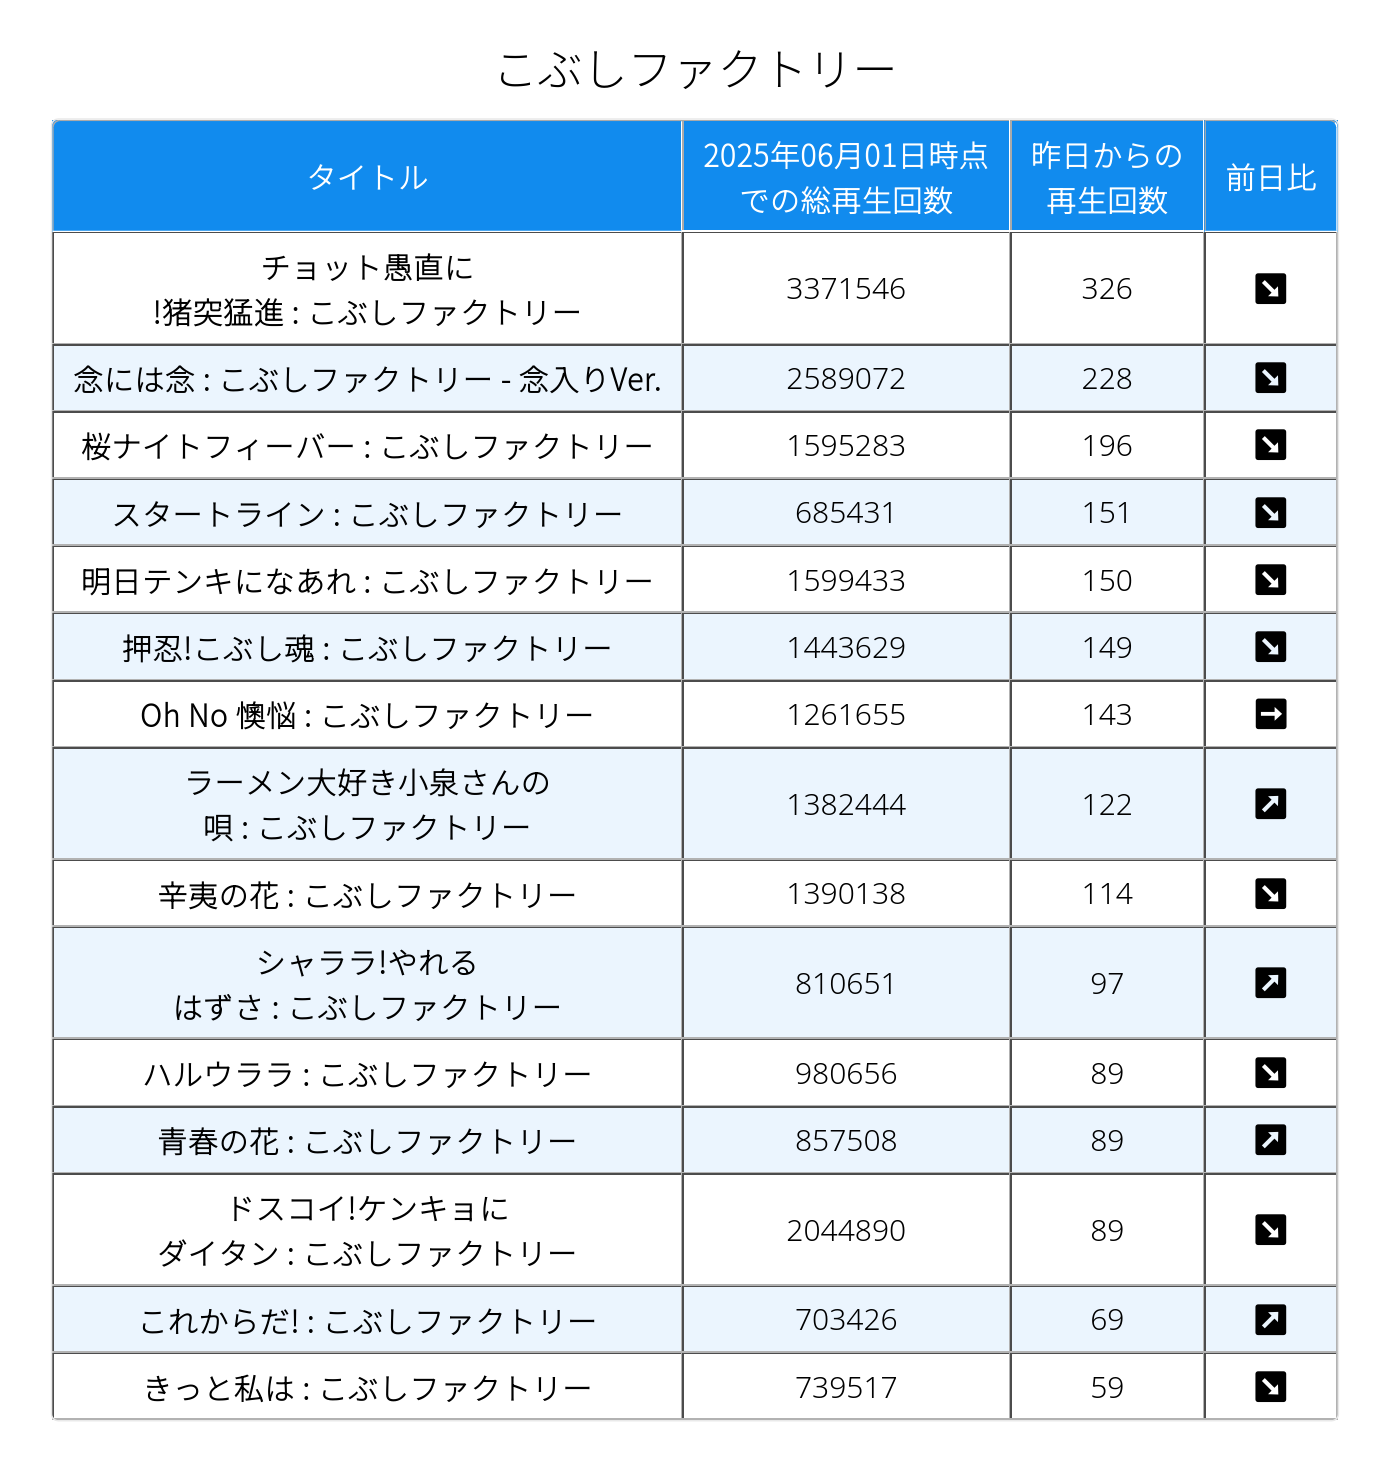 こぶしファクトリー
タイトル
2025年06月01日時点
での総再生回数
昨日からの
再生回数
前日比
チョット愚直に
!猪突猛進 : こぶしファクトリー
3371546
326
念には念 : こぶしファクトリー - 念入りVer.
2589072
228
桜ナイトフィーバー : こぶしファクトリー
1595283
196
スタートライン : こぶしファクトリー
685431
151
明日テンキになあれ : こぶしファクトリー
1599433
150
押忍!こぶし魂 : こぶしファクトリー
1443629
149
Oh No 懊悩 : こぶしファクトリー
1261655
143
ラーメン大好き小泉さんの
唄 : こぶしファクトリー
1382444
122
辛夷の花 : こぶしファクトリー
1390138
114
シャララ!やれる
はずさ : こぶしファクトリー
810651
97
ハルウララ : こぶしファクトリー
980656
89
青春の花 : こぶしファクトリー
857508
89
ドスコイ!ケンキョに
ダイタン : こぶしファクトリー
2044890
89
これからだ! : こぶしファクトリー
703426
69
きっと私は : こぶしファクトリー
739517
59